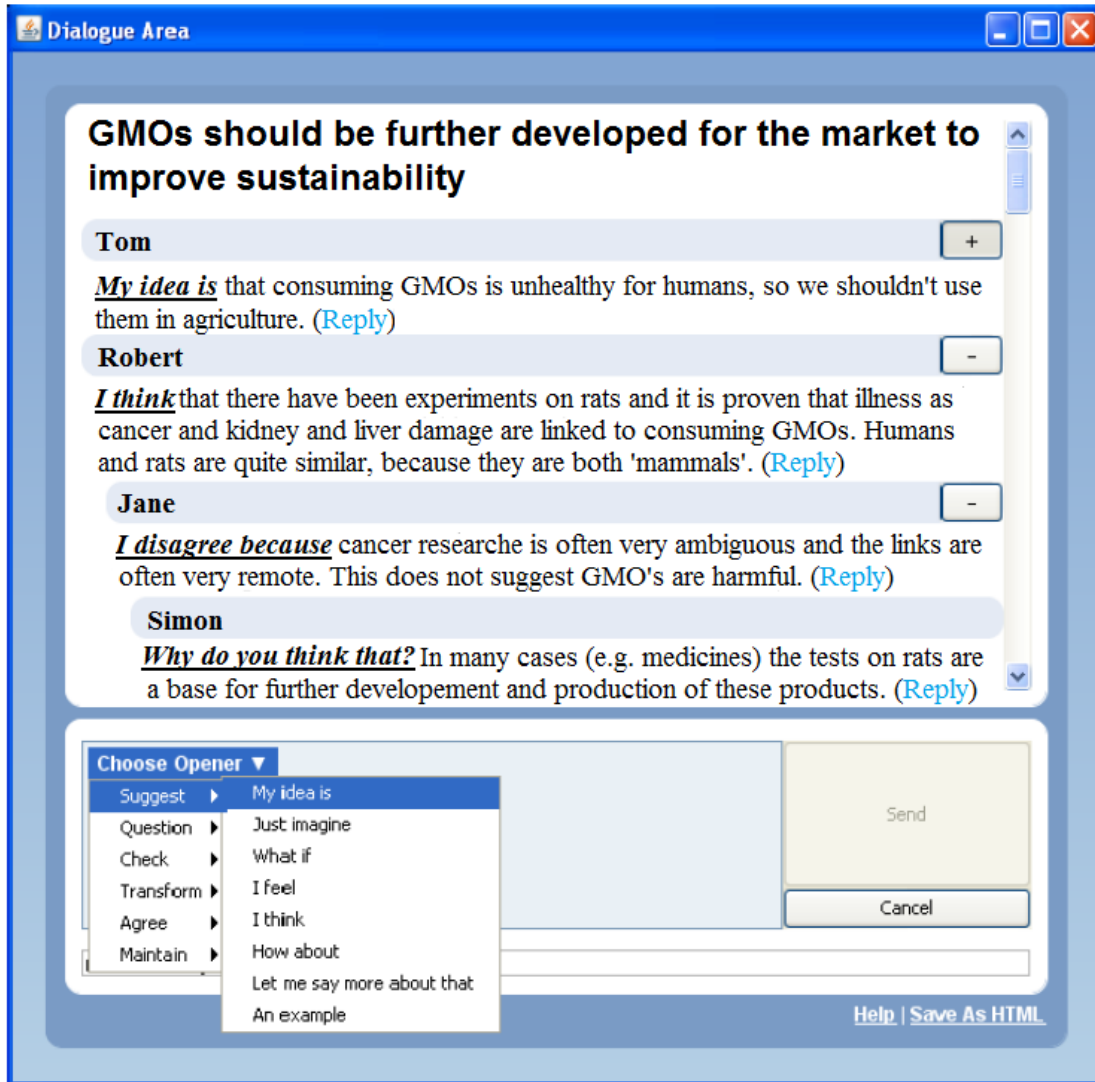 Dialogue Area
GMOs should be further developed for the market to
improve sustainability
Tom
+
My idea is that consuming GMOs is unhealthy for humans, so we shouldn't use
them in agriculture. (Reply)
Robert
-
I think that there have been experiments on rats and it is proven that illness as
cancer and kidney and liver damage are linked to consuming GMOs. Humans
and rats are quite similar, because they are both 'mammals'. (Reply)
Jane
-
I disagree because cancer researche is often very ambiguous and the links are
often very remote. This does not suggest GMO's are harmful. (Reply)
Simon
Why do you think that? In many cases (e.g. medicines) the tests on rats are
a base for further developement and production of these products. (Reply)
Choose Opener ▼
Suggest
Question
Check
Transform
Agree
Maintain
My idea is
Just imagine
What if
I feel
I think
How about
Let me say more about that
An example
Send
Cancel
Help | Save As HTML